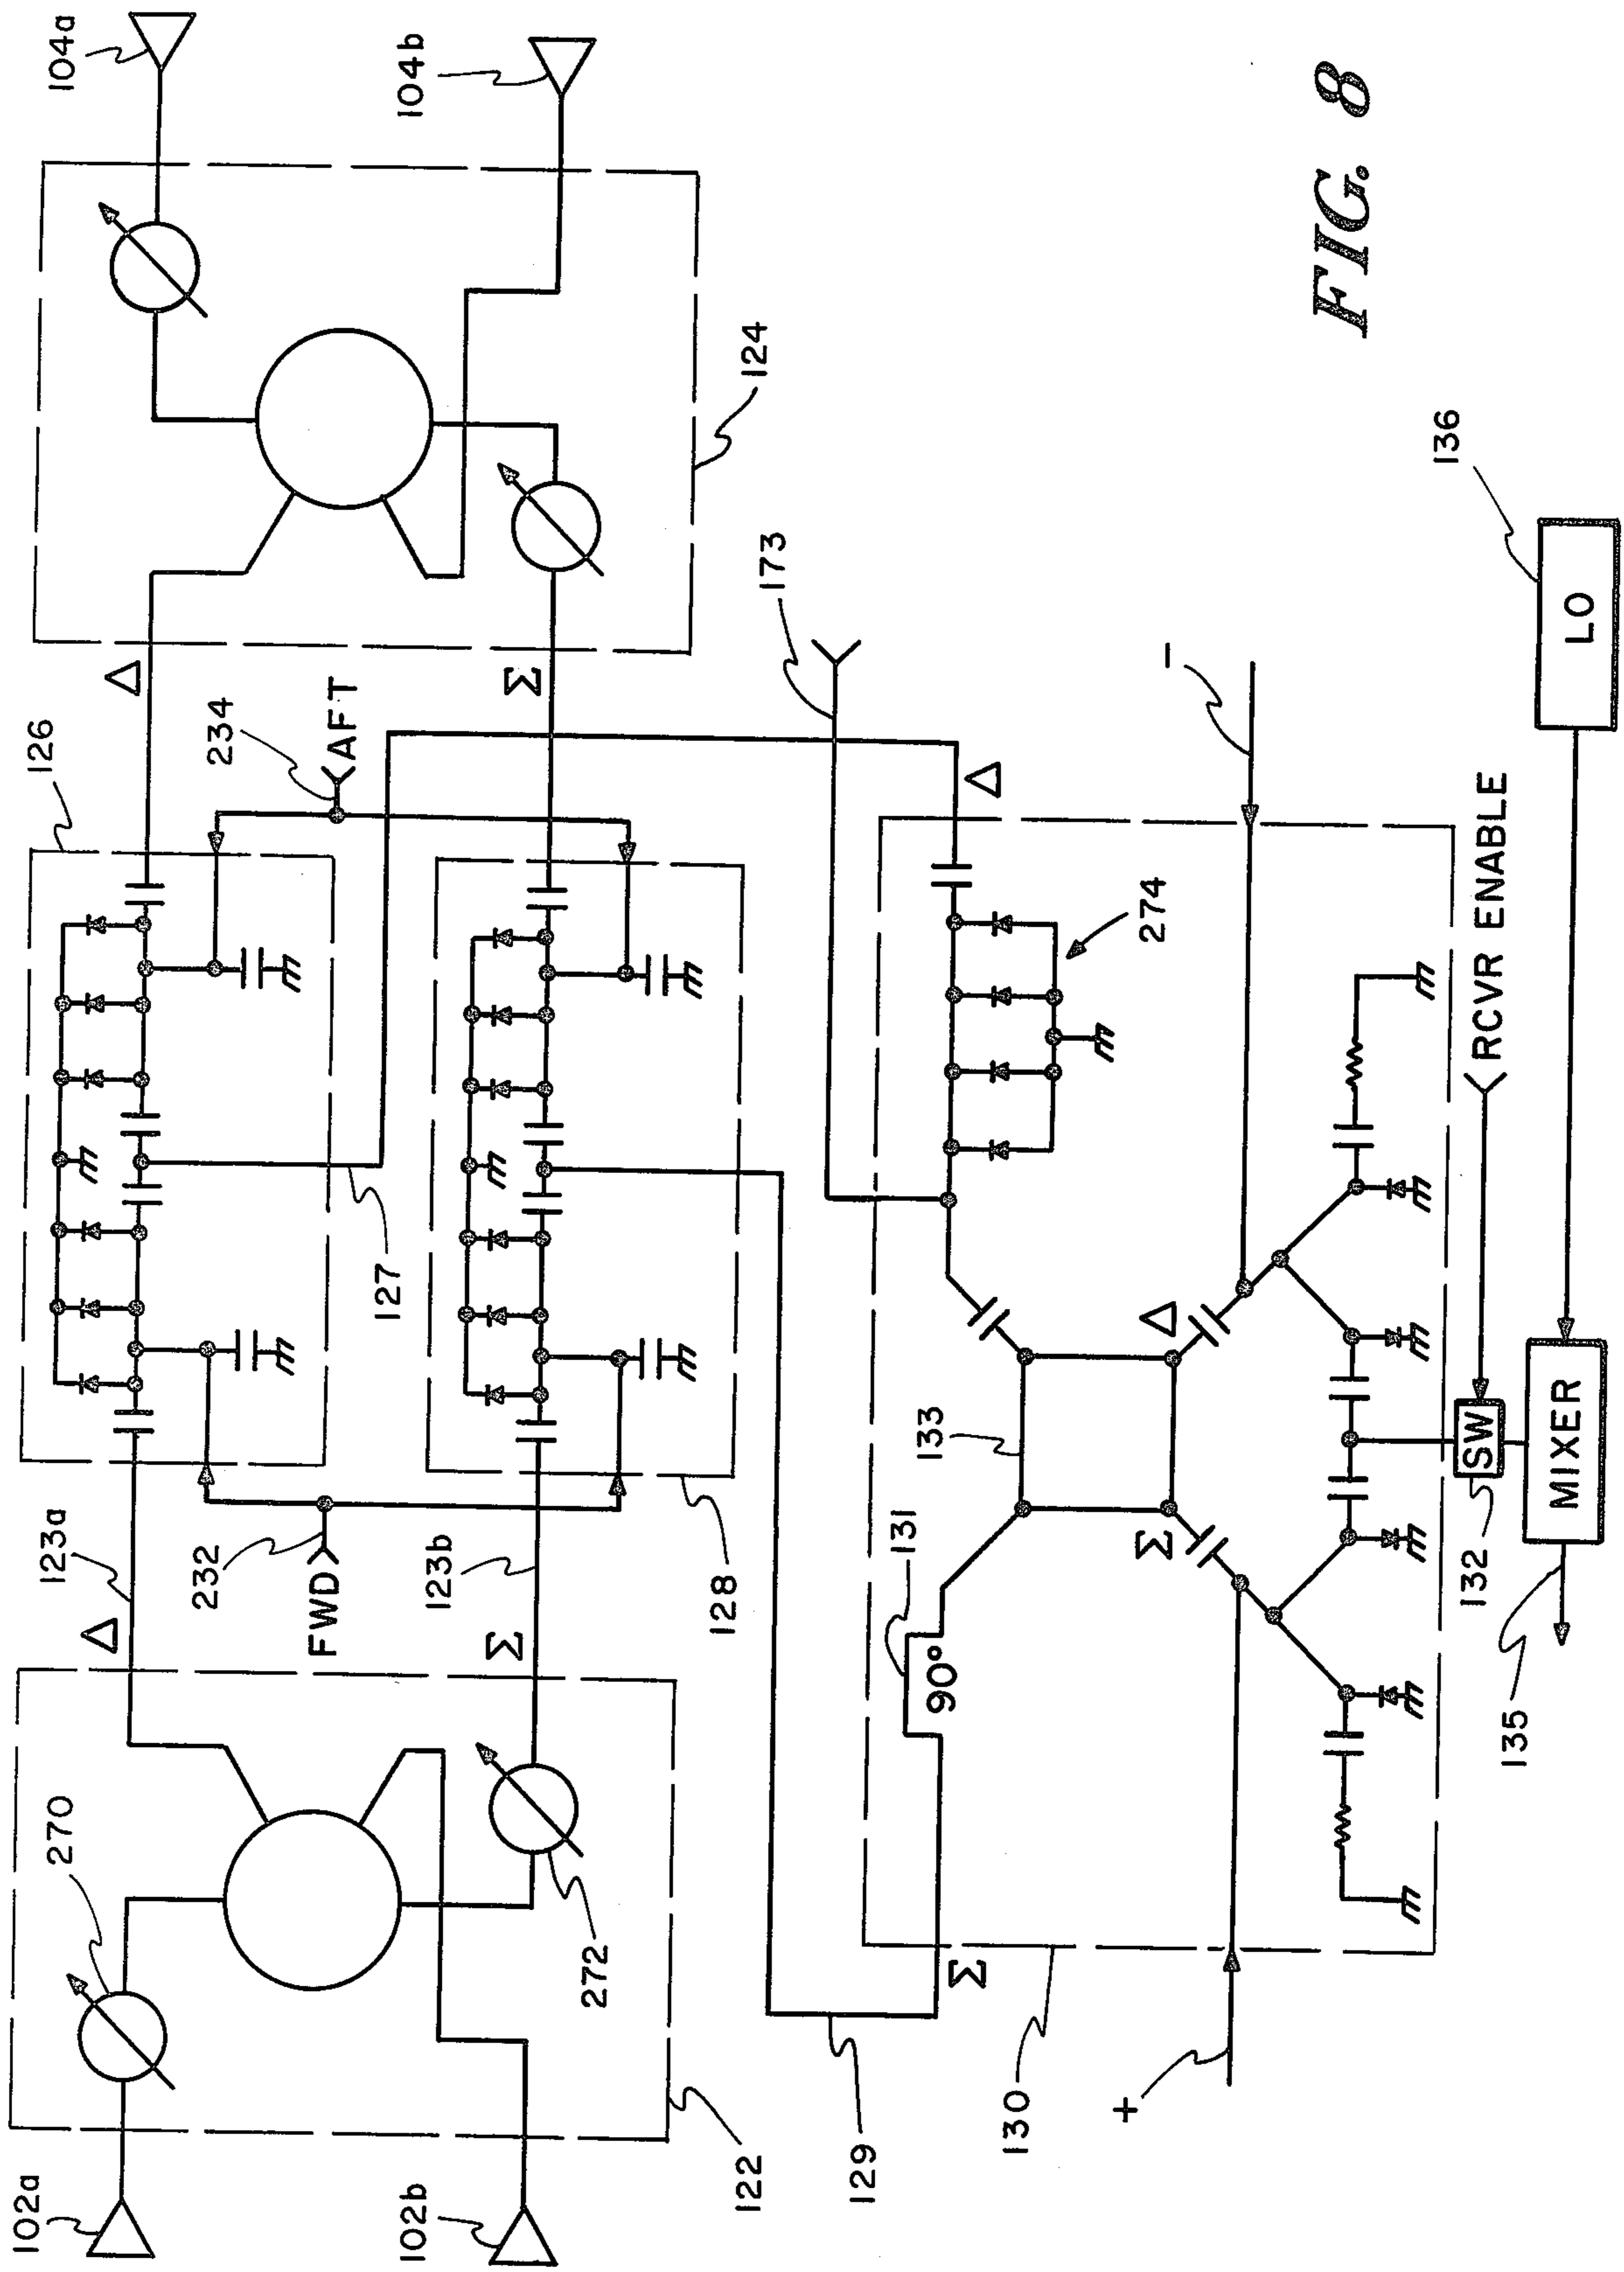 102a
270
Δ
123a
126
Δ
104a
102b
122
272
FWD
232
Σ
123b
128
127
234
AFT
Σ
124
104b
129
Σ
130
+
90°
131
133
Σ
Δ
274
Δ
173
−
135
132
SW
MIXER
RCVR ENABLE
LO
136
FIG. 8